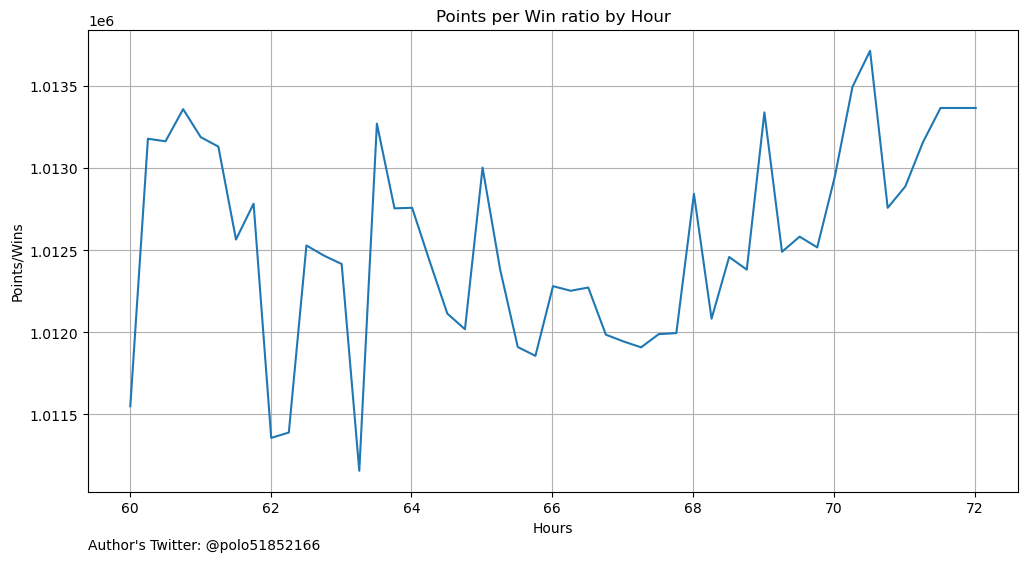 Points per Win ratio by Hour
1e6
1.0135
1.0130
1.0125
1.0120
1.0115
Points/Wins
60 62 64 66 68 70 72
Hours
Author's Twitter: @polo51852166